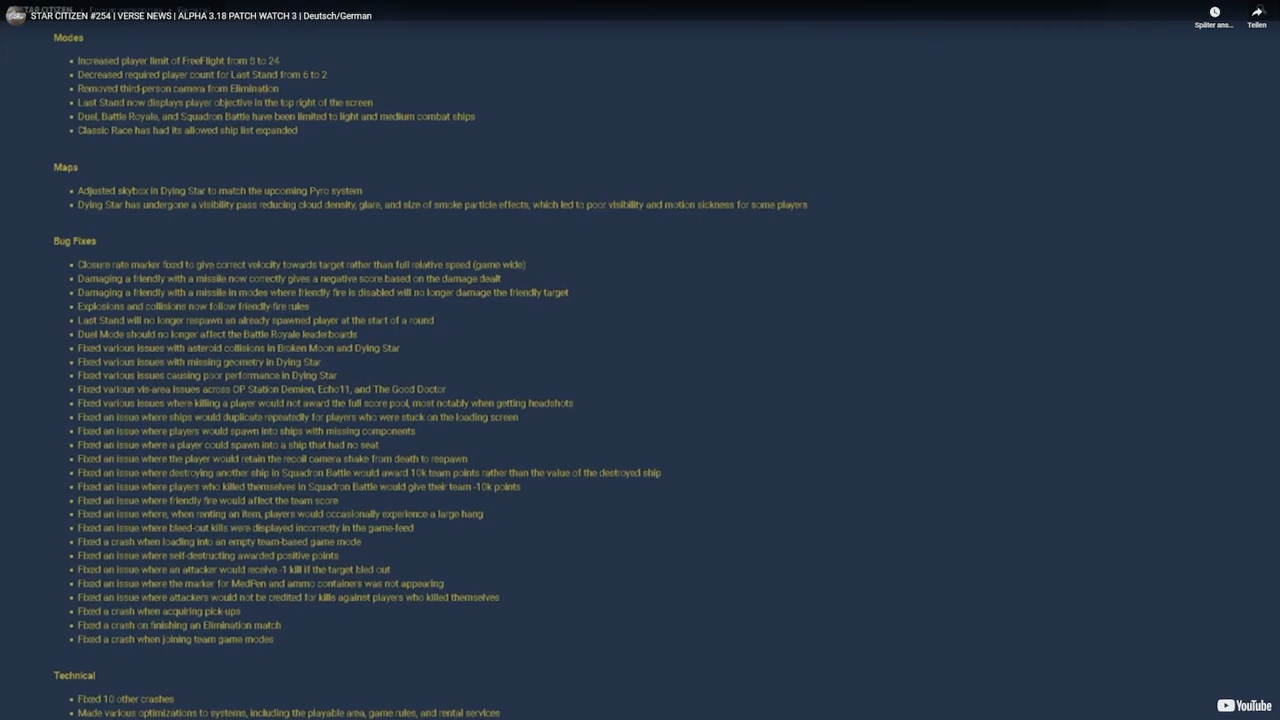 STAR CITIZEN #254 | VERSE NEWS | ALPHA 3.18 PATCH WATCH 3 | Deutsch/German
Später ans...
Teilen
Modes
Increased player limit of FreeFlight from 8 to 24
Decreased required player count for Last Stand from 6 to 2
Removed third-person camera from Elimination
Last Stand now displays player objective in the top right of the screen
Duel, Battle Royale, and Squadron Battle have been limited to light and medium combat ships
Classic Race has had its allowed ship list expanded
Maps
Adjusted skybox in Dying Star to match the upcoming Pyro system
Dying Star has undergone a visibility pass reducing cloud density, glare, and size of smoke particle effects, which led to poor visibility and motion sickness for some players
Bug Fixes
Closure rate marker fixed to give correct velocity towards target rather than full relative speed (game wide)
Damaging a friendly with a missile now correctly gives a negative score based on the damage dealt
Damaging a friendly with a missile in modes where friendly fire is disabled will no longer damage the friendly target
Explosions and collisions now follow friendly-fire rules
Last Stand will no longer respawn an already spawned player at the start of a round
Duel Mode should no longer affect the Battle Royale leaderboards
Fixed various issues with asteroid collisions in Broken Moon and Dying Star
Fixed various issues with missing geometry in Dying Star
Fixed various issues causing poor performance in Dying Star
Fixed various vis-area issues across OP Station Demien, Echo11, and The Good Doctor
Fixed various issues where killing a player would not award the full score pool, most notably when getting headshots
Fixed an issue where ships would duplicate repeatedly for players who were stuck on the loading screen
Fixed an issue where players would spawn into ships with missing components
Fixed an issue where a player could spawn into a ship that had no seat
Fixed an issue where the player would retain the recoil camera shake from death to respawn
Fixed an issue where destroying another ship in Squadron Battle would award 10k team points rather than the value of the destroyed ship
Fixed an issue where players who killed themselves in Squadron Battle would give their team -10k points
Fixed an issue where friendly fire would affect the team score
Fixed an issue where, when renting an item, players would occasionally experience a large hang
Fixed an issue where bleed-out kills were displayed incorrectly in the game-feed
Fixed a crash when loading into an empty team-based game mode
Fixed an issue where self-destructing awarded positive points
Fixed an issue where an attacker would receive -1 kill if the target bled out
Fixed an issue where the marker for MedPen and ammo containers was not appearing
Fixed an issue where attackers would not be credited for kills against players who killed themselves
Fixed a crash when acquiring pick-ups
Fixed a crash on finishing an Elimination match
Fixed a crash when joining team game modes
Technical
Fixed 10 other crashes
Made various optimizations to systems, including the playable area, game rules, and rental services
YouTube